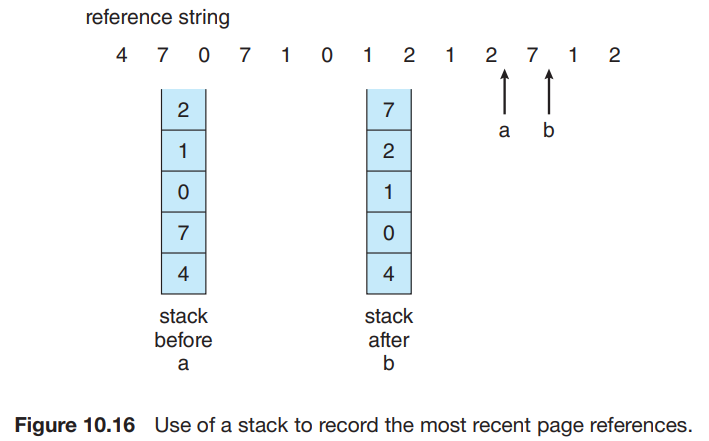 reference string
4 7 0 7 1 0 1 2 1 2 7 1 2
a b
2
1
0
7
4
stack
before
a
7
2
1
0
4
stack
after
b
Figure 10.16 Use of a stack to record the most recent page references.